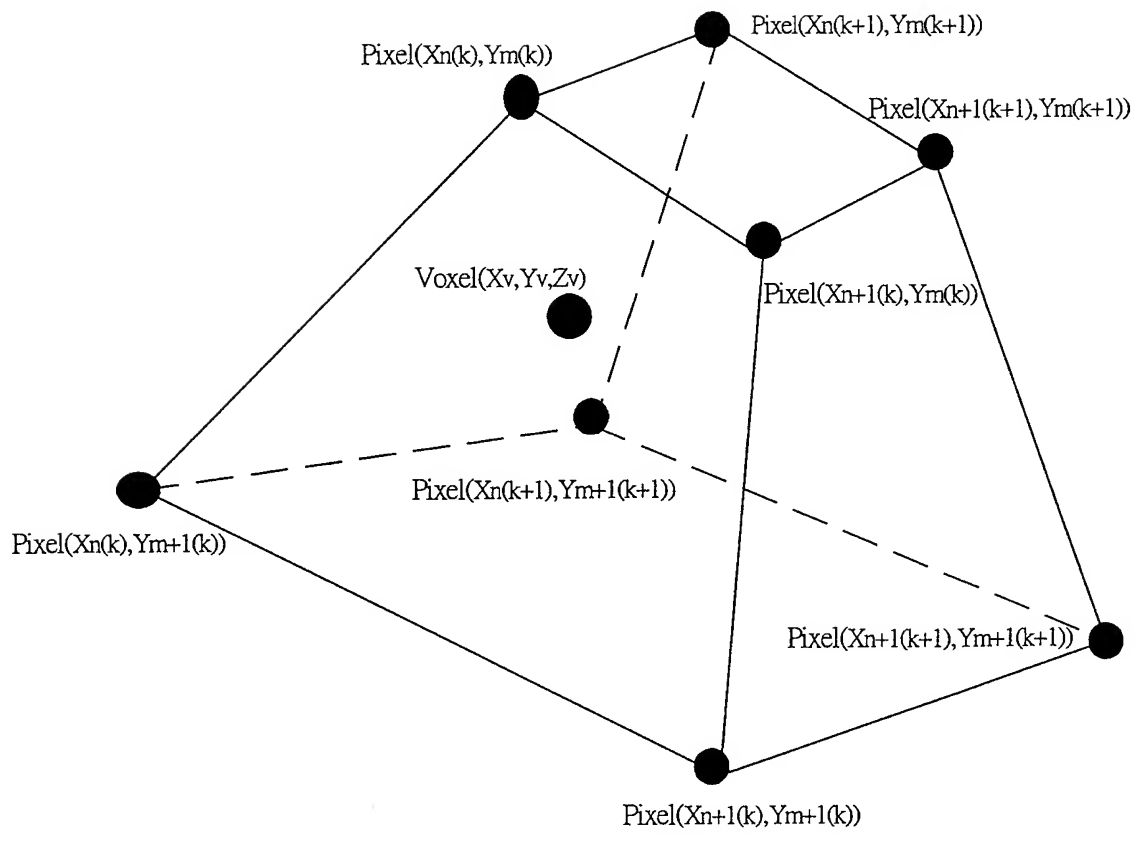 Pixel(Xn(k+1),Ym(k+1))
Pixel(Xn(k),Ym(k))
Pixel(Xn+1(k+1),Ym(k+1))
Voxel(Xv,Yv,Zv)
Pixel(Xn+1(k),Ym(k))
Pixel(Xn(k+1),Ym+1(k+1))
Pixel(Xn(k),Ym+1(k))
Pixel(Xn+1(k+1),Ym+1(k+1))
Pixel(Xn+1(k),Ym+1(k))